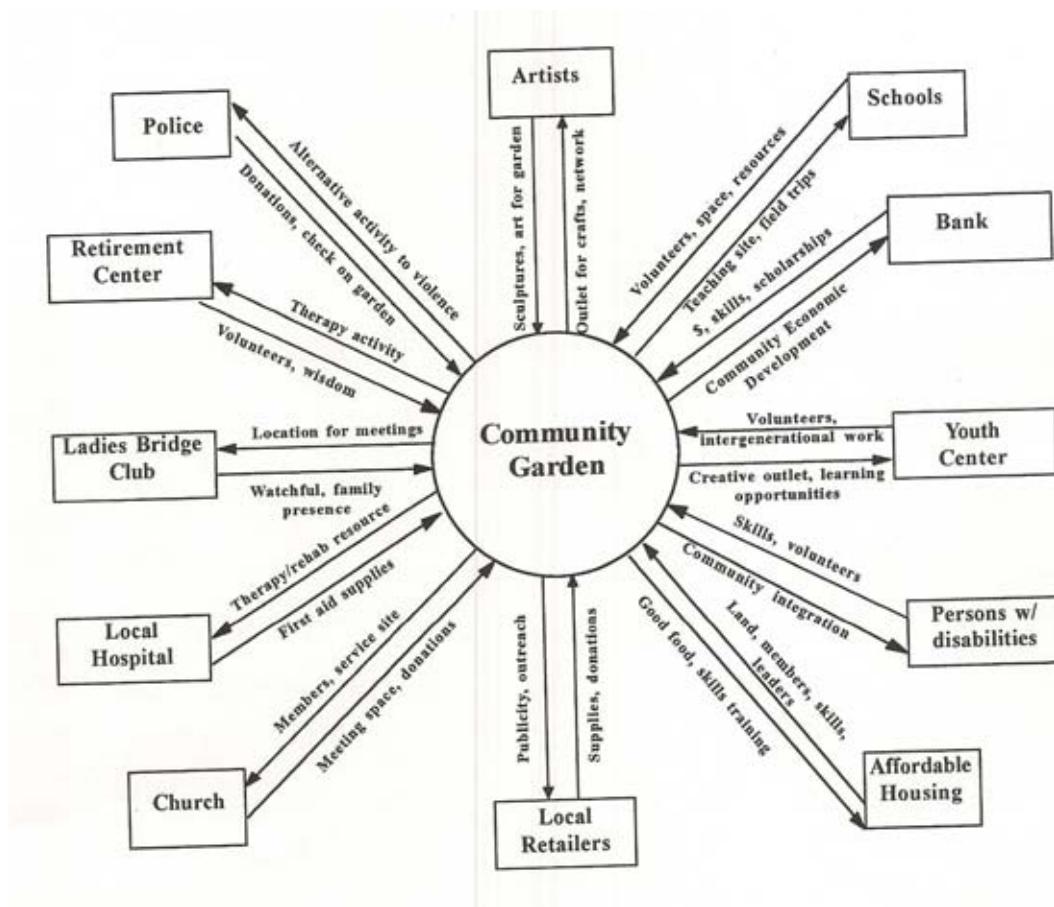 Artists
Sculptures, art for garden
Outlet for crafts, network
Schools
Volunteers, space, resources
Teaching site, field trips
Bank
$, skills, scholarships
Community Economic
Development
Youth
Center
Volunteers,
intergenerational work
Creative outlet, learning
opportunities
Persons w/
disabilities
Skills, volunteers
Community integration
Affordable
Housing
Land, members, skills,
leaders
Good food, skills training
Local
Retailers
Publicity, outreach
Supplies, donations
Church
Members, service site
Meeting space, donations
Local
Hospital
Therapy/rehab resource
First aid supplies
Ladies Bridge
Club
Location for meetings
Watchful, family
presence
Retirement
Center
Therapy activity
Volunteers, wisdom
Police
Alternative activity to violence
Donations, check on garden
Community
Garden